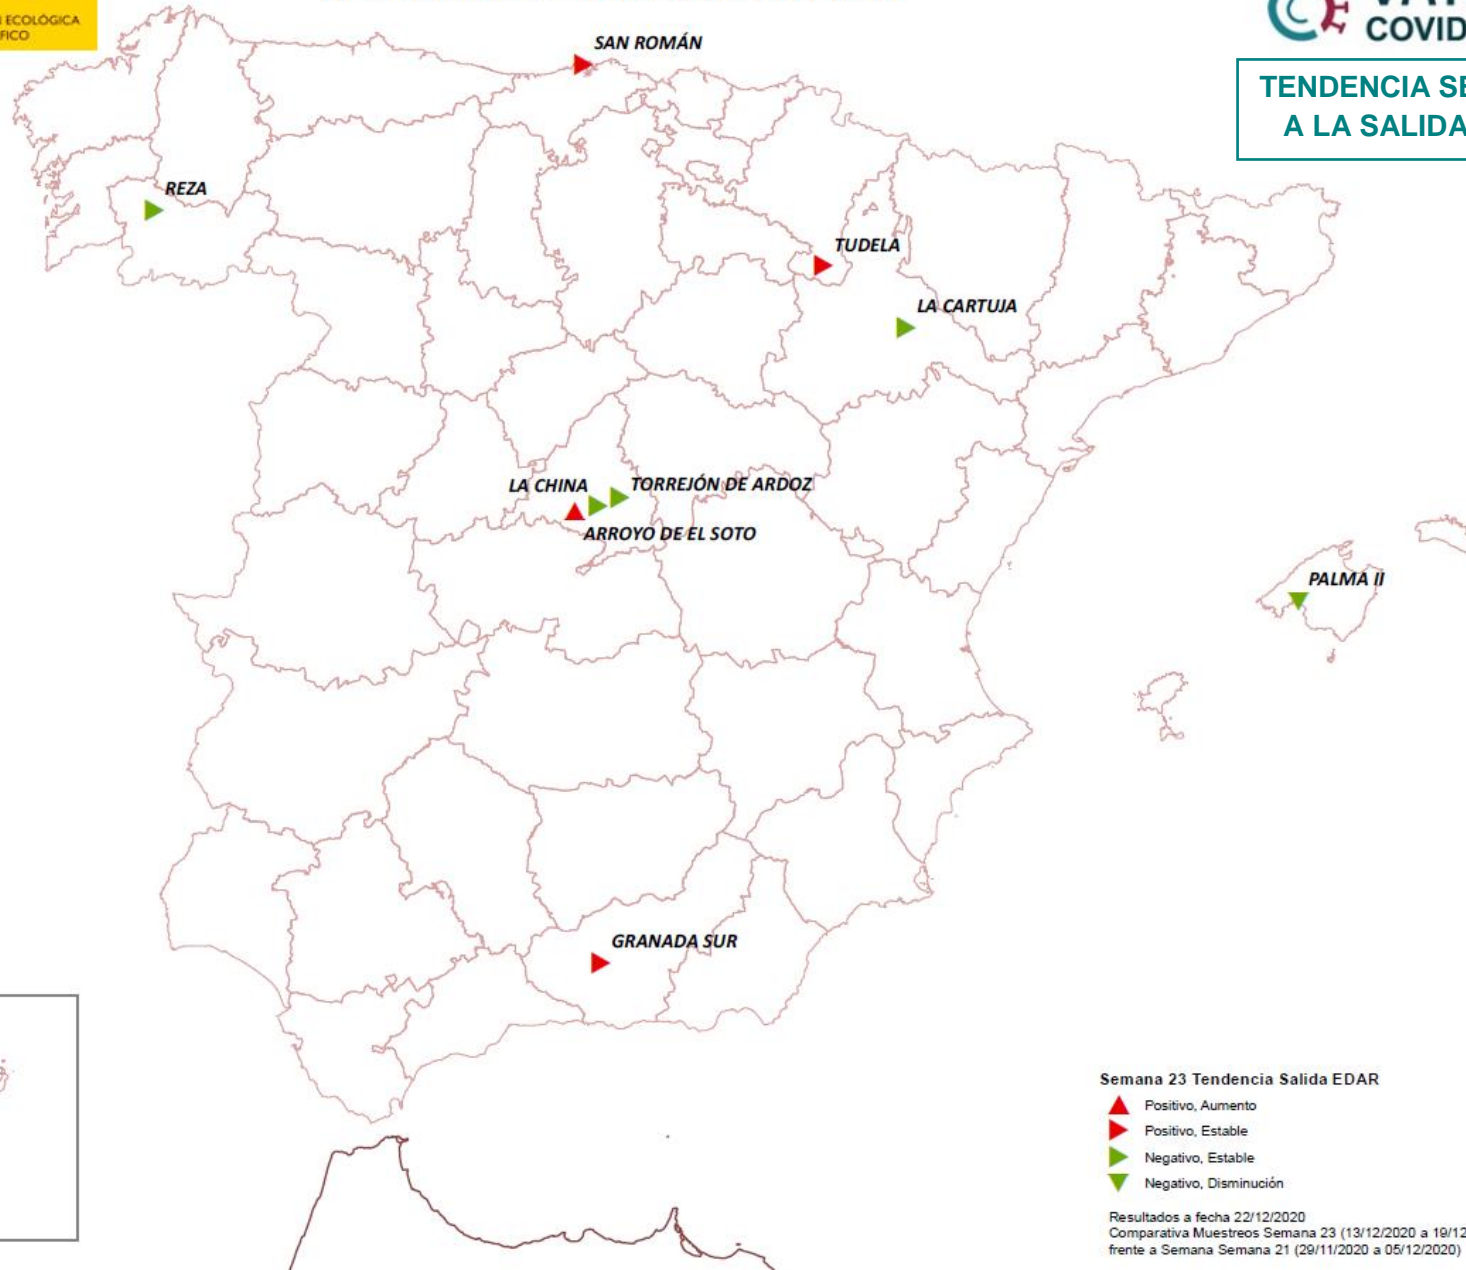 ECOLÓGICA
FICO
COVID
TENDENCIA SE
A LA SALIDA
SAN ROMÁN
REZA
TUDELA
LA CARTUJA
LA CHINA
TORREJÓN DE ARDOZ
ARROYO DE EL SOTO
PALMA II
GRANADA SUR
Semana 23 Tendencia Salida EDAR
Positivo, Aumento
Positivo, Estable
Negativo, Estable
Negativo, Disminución
Resultados a fecha 22/12/2020
Comparativa Muestreos Semana 23 (13/12/2020 a 19/12
frente a Semana Semana 21 (29/11/2020 a 05/12/2020)